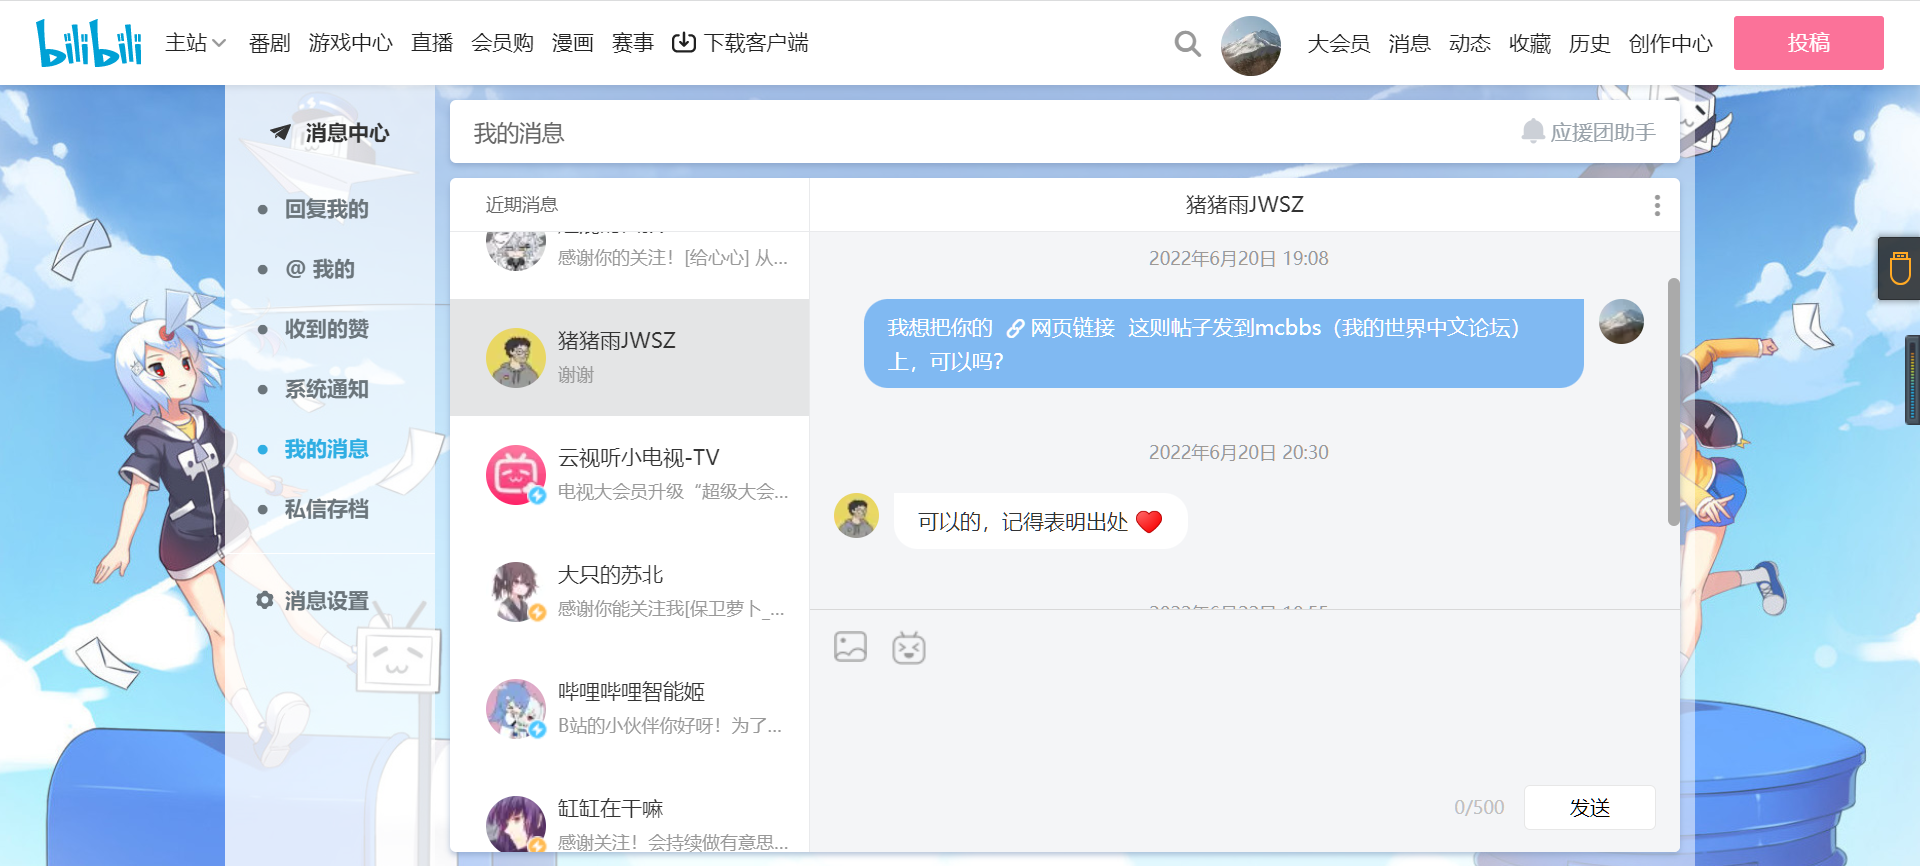 bilibili 主站 番剧 游戏中心 直播 会员购 漫画 赛事 下载客户端 大会员 消息 动态 收藏 历史 创作中心 投稿
消息中心
回复我的
@ 我的
收到的赞
系统通知
我的消息
私信存档
消息设置
我的消息
应援团助手
近期消息
感谢你的关注！[给心心] 从...
猪猪雨JWSZ
谢谢
云视听小电视-TV
电视大会员升级“超级大会...
大只的苏北
感谢你能关注我[保卫萝卜_...
哔哩哔哩智能姬
B站的小伙伴你好呀！为了...
缸缸在干嘛
感谢关注！会持续做有意思...
猪猪雨JWSZ
2022年6月20日 19:08
我想把你的 网页链接 这则帖子发到mcbbs（我的世界中文论坛）
上，可以吗？
2022年6月20日 20:30
可以的，记得表明出处
0/500
发送